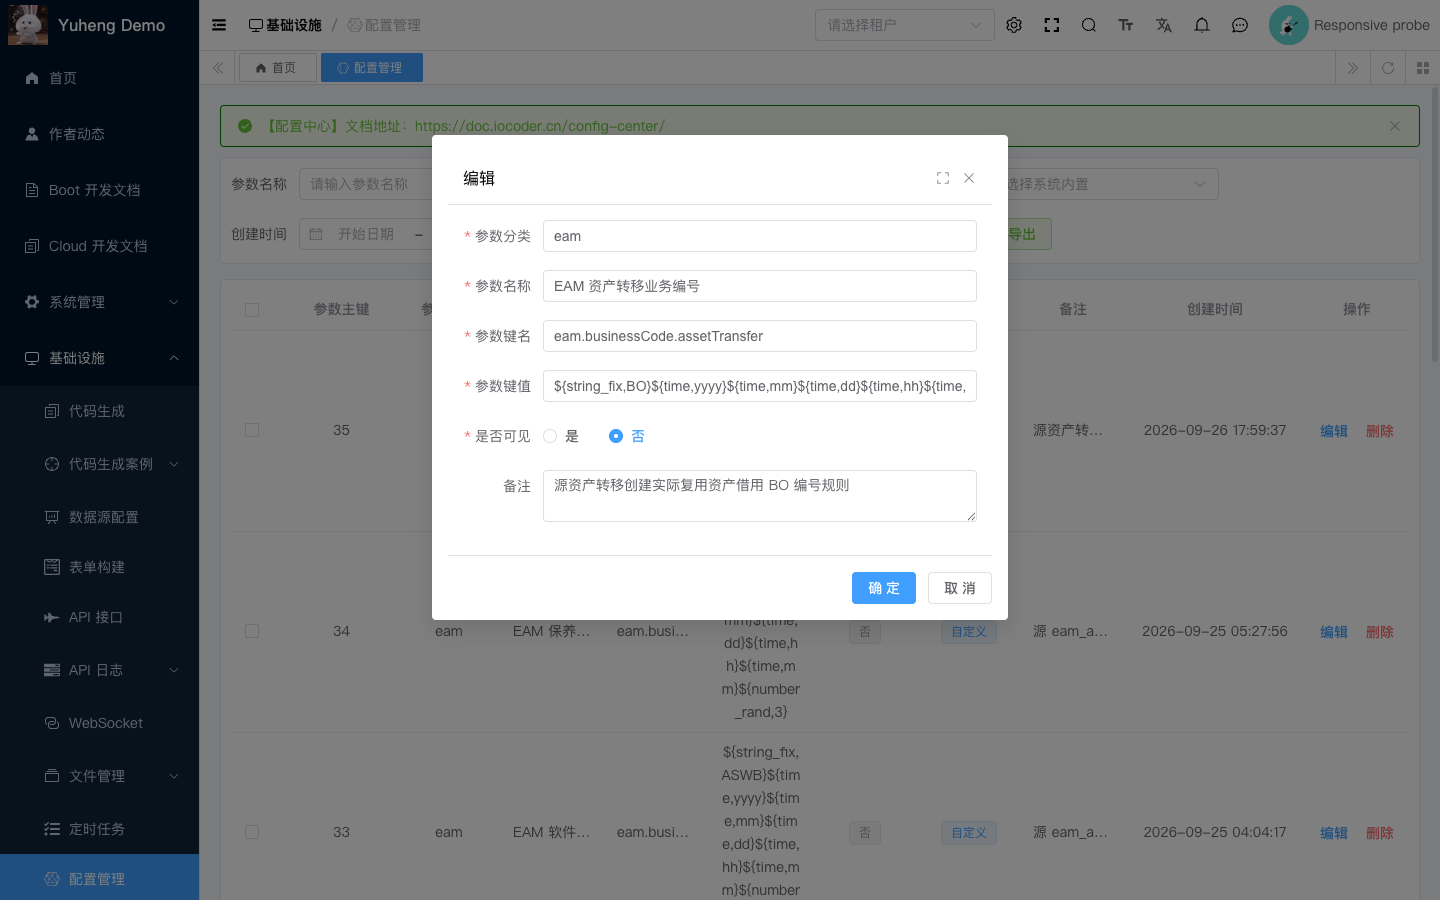 Yuheng Demo
首页
作者动态
Boot 开发文档
Cloud 开发文档
系统管理
基础设施
代码生成
代码生成案例
数据源配置
表单构建
API 接口
API 日志
WebSocket
文件管理
定时任务
配置管理
基础设施 / 配置管理
请选择租户
Responsive probe
首页
配置管理
【配置中心】文档地址：https://doc.iocoder.cn/config-center/
参数名称 请输入参数名称
选择系统内置
创建时间 开始日期 -
导出
参数主键
备注 创建时间 操作
35 源资产转... 2026-09-26 17:59:37 编辑 删除
编辑
* 参数分类 eam
* 参数名称 EAM 资产转移业务编号
* 参数键名 eam.businessCode.assetTransfer
* 参数键值 ${string_fix,BO}${time,yyyy}${time,mm}${time,dd}${time,hh}${time,
* 是否可见 是 否
备注 源资产转移创建实际复用资产借用 BO 编号规则
确 定 取 消
34 eam EAM 保养... eam.busi... 否 自定义 源 eam_a... 2026-09-25 05:27:56 编辑 删除
mm}${time,
dd}${time,h
h}${time,m
m}${number
_rand,3}
33 eam EAM 软件... eam.busi... 否 自定义 源 eam_a... 2026-09-25 04:04:17 编辑 删除
${string_fix,
ASWB}${tim
e,yyyy}${tim
e,mm}${tim
e,dd}${time,
hh}${time,m
m}${number